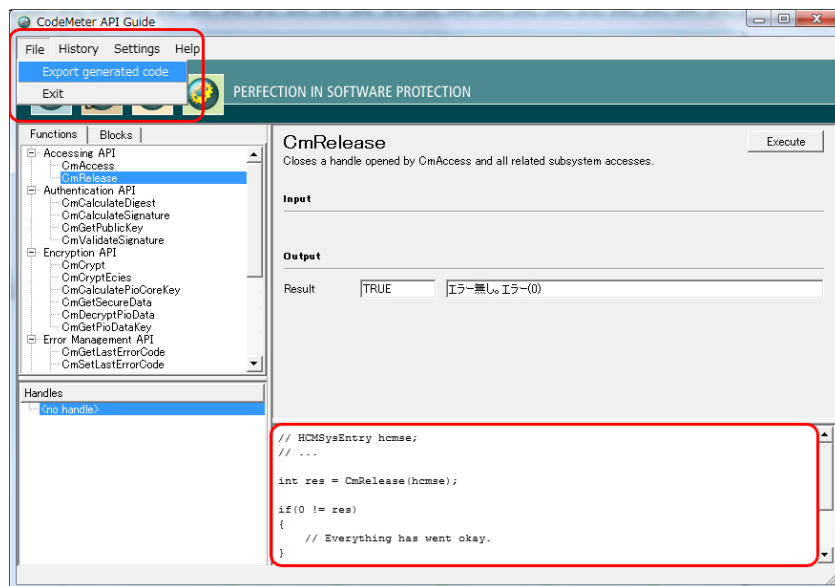 CodeMeter API Guide
File History Settings Help
Export generated code
Exit
PERFECTION IN SOFTWARE PROTECTION
Functions Blocks
Accessing API
CmAccess
CmRelease
Authentication API
CmCalculateDigest
CmCalculateSignature
CmGetPublicKey
CmValidateSignature
Encryption API
CmCrypt
CmCryptEcies
CmCalculatePioCoreKey
CmGetSecureData
CmDecryptPioData
CmGetPioDataKey
Error Management API
CmGetLastErrorCode
CmSetLastErrorCode
Handles
<no handle>
CmRelease
Execute
Closes a handle opened by CmAccess and all related subsystem accesses.
Input
Output
Result TRUE エラー無し。エラー(0)
// HCMSysEntry hcmse;
// ...
int res = CmRelease(hcmse);
if(0 != res)
{
// Everything has went okay.
}